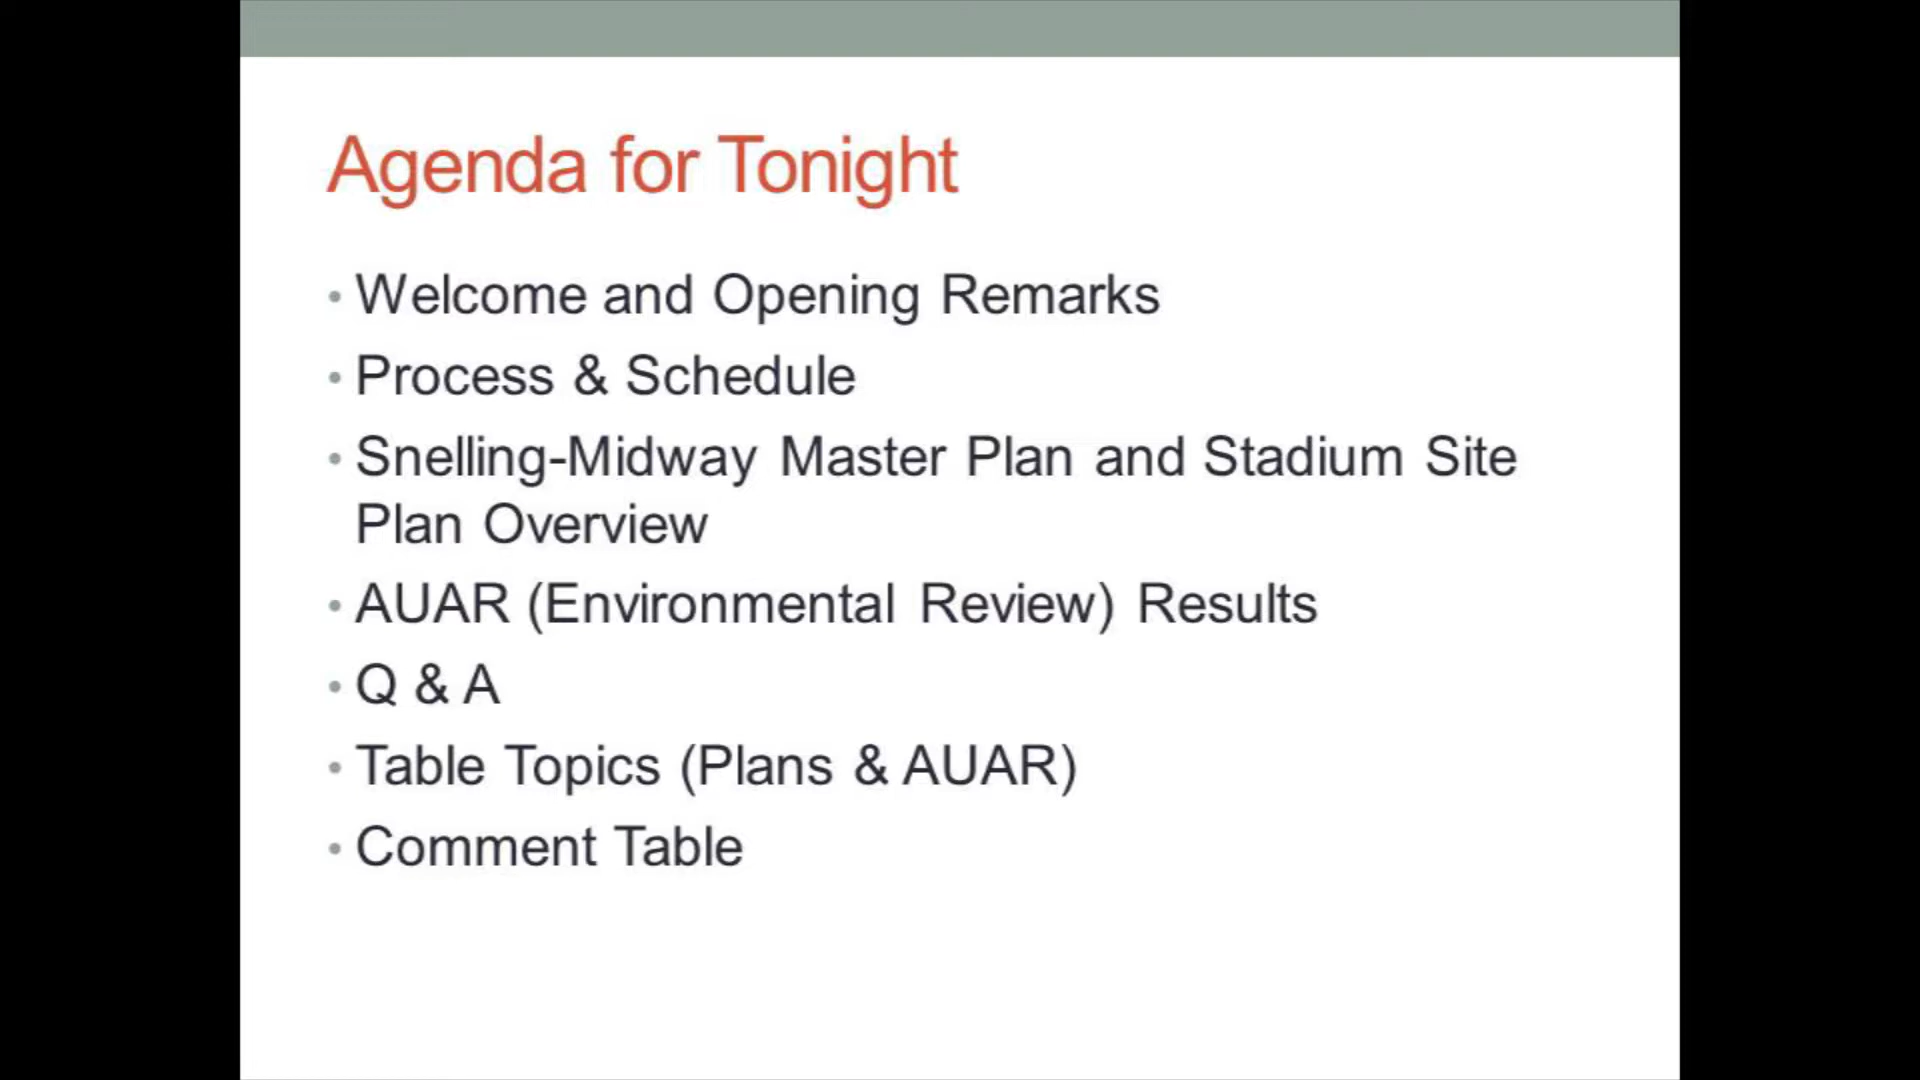 Agenda for Tonight
• Welcome and Opening Remarks
• Process & Schedule
• Snelling-Midway Master Plan and Stadium Site
Plan Overview
• AUAR (Environmental Review) Results
• Q & A
• Table Topics (Plans & AUAR)
• Comment Table